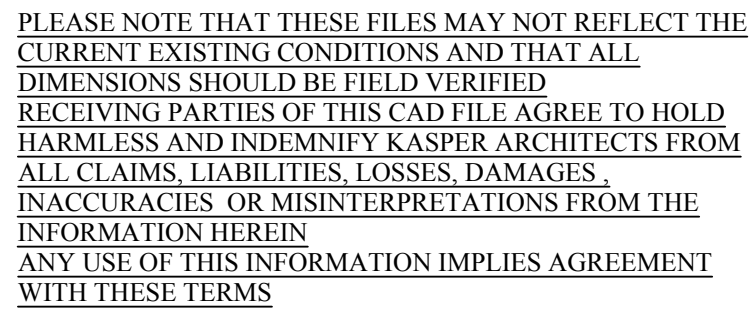 PLEASE NOTE THAT THESE FILES MAY NOT REFLECT THE
CURRENT EXISTING CONDITIONS AND THAT ALL
DIMENSIONS SHOULD BE FIELD VERIFIED
RECEIVING PARTIES OF THIS CAD FILE AGREE TO HOLD
HARMLESS AND INDEMNIFY KASPER ARCHITECTS FROM
ALL CLAIMS, LIABILITIES, LOSSES, DAMAGES ,
INACCURACIES  OR MISINTERPRETATIONS FROM THE
INFORMATION HEREIN
ANY USE OF THIS INFORMATION IMPLIES AGREEMENT
WITH THESE TERMS